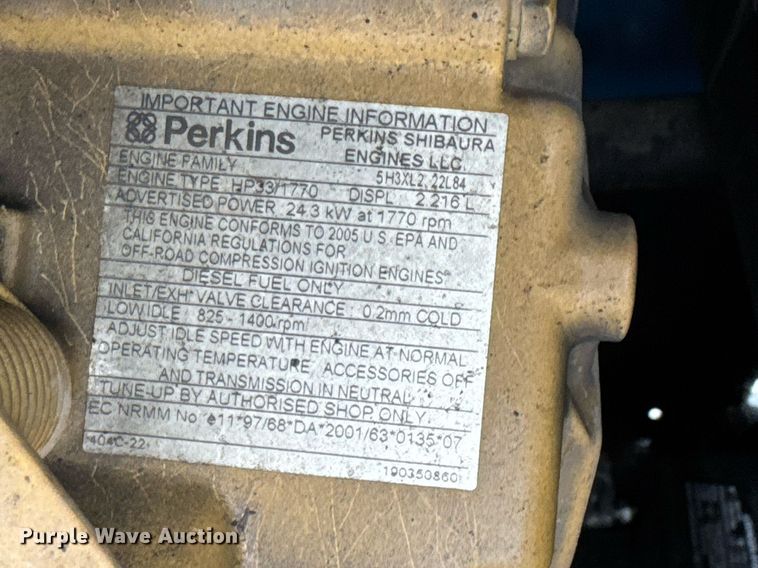 IMPORTANT ENGINE INFORMATION
Perkins PERKINS SHIBAURA
ENGINES LLC
ENGINE FAMILY 5H3XL2.22L84
ENGINE TYPE HP33/1770 DISPL 2.216 L
ADVERTISED POWER 24.3 kW at 1770 rpm
THIS ENGINE CONFORMS TO 2005 U.S. EPA AND
CALIFORNIA REGULATIONS FOR
OFF-ROAD COMPRESSION IGNITION ENGINES
DIESEL FUEL ONLY
INLET/EXH VALVE CLEARANCE : 0.2mm COLD
LOW IDLE : 825 - 1400 rpm
ADJUST IDLE SPEED WITH ENGINE AT NORMAL
OPERATING TEMPERATURE, ACCESSORIES OFF
AND TRANSMISSION IN NEUTRAL
TUNE-UP BY AUTHORISED SHOP ONLY.
EC NRMM No e11*97/68*DA*2001/63*0135*07
404C-22 190350860
Purple Wave Auction